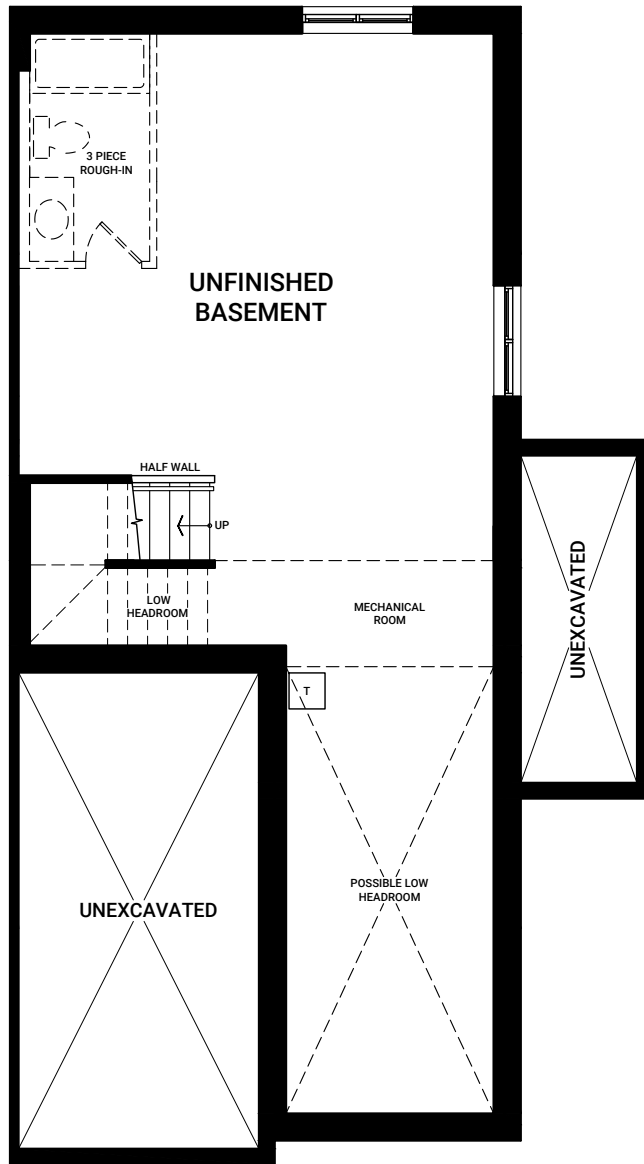 3 PIECE
ROUGH-IN
UNFINISHED
BASEMENT
HALF WALL
UP
LOW
HEADROOM
MECHANICAL
ROOM
UNEXCAVATED
T
POSSIBLE LOW
HEADROOM
UNEXCAVATED